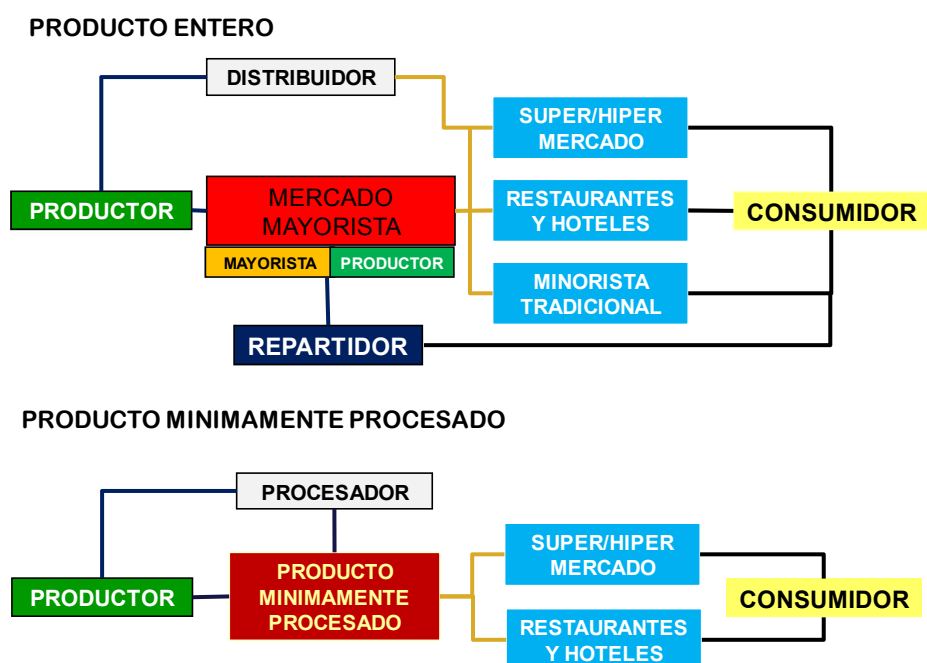 PRODUCTO ENTERO
DISTRIBUIDOR
SUPER/HIPER
MERCADO
PRODUCTOR
MERCADO
MAYORISTA
RESTAURANTES
Y HOTELES
CONSUMIDOR
MAYORISTA
PRODUCTOR
MINORISTA
TRADICIONAL
REPARTIDOR
PRODUCTO MINIMAMENTE PROCESADO
PROCESADOR
SUPER/HIPER
MERCADO
PRODUCTOR
PRODUCTO
MINIMAMENTE
PROCESADO
CONSUMIDOR
RESTAURANTES
Y HOTELES